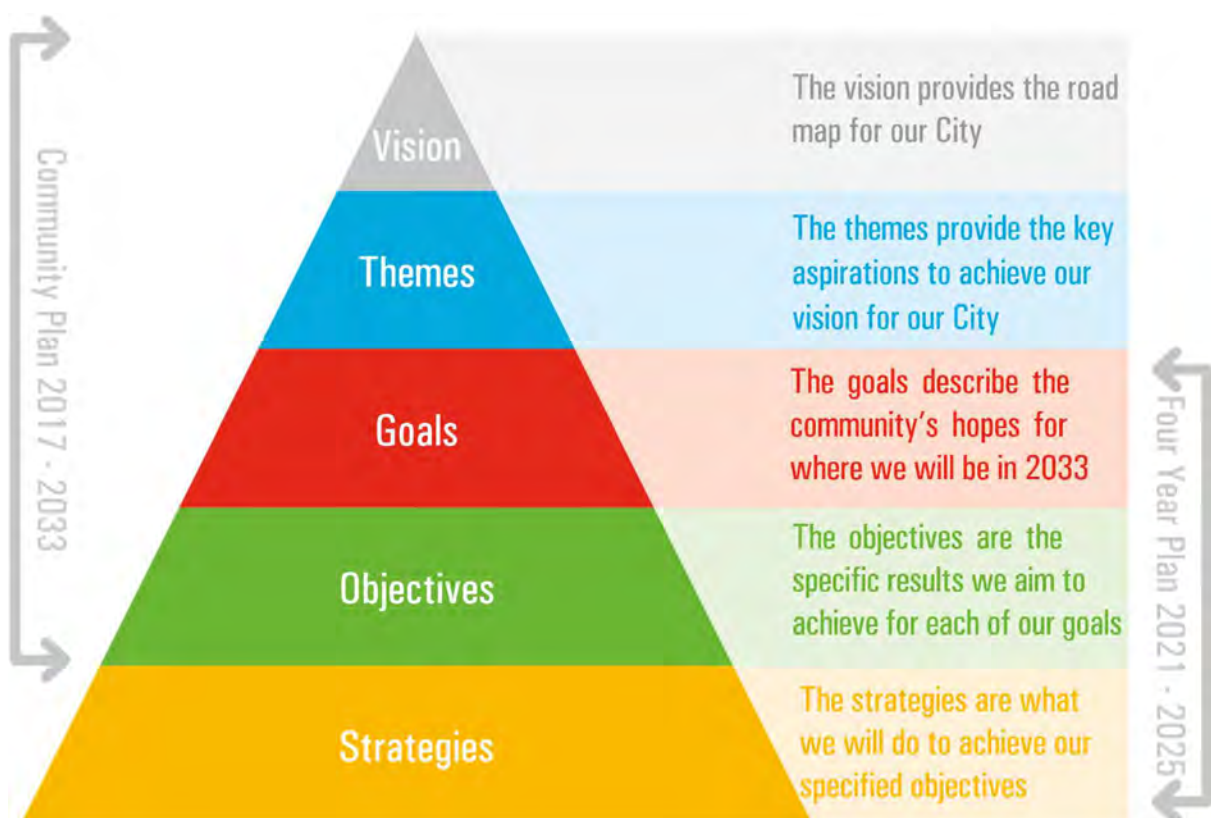 Community Plan 2017 - 2033
Vision
The vision provides the road
map for our City
Themes
The themes provide the key
aspirations to achieve our
vision for our City
Goals
The goals describe the
community's hopes for
where we will be in 2033
Objectives
The objectives are the
specific results we aim to
achieve for each of our goals
Strategies
The strategies are what
we will do to achieve our
specified objectives
Four Year Plan 2021 - 2025